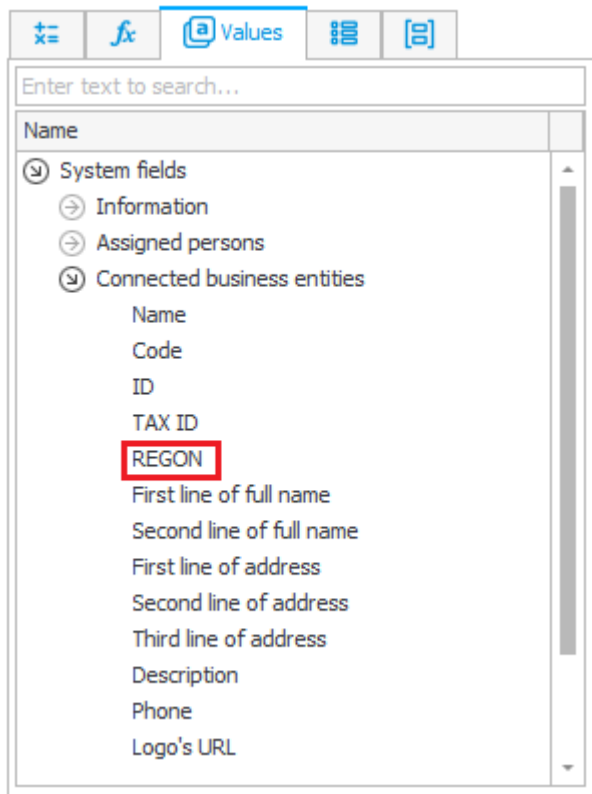 +−
×=
fx
a Values
Enter text to search...
Name
System fields
Information
Assigned persons
Connected business entities
Name
Code
ID
TAX ID
REGON
First line of full name
Second line of full name
First line of address
Second line of address
Third line of address
Description
Phone
Logo's URL